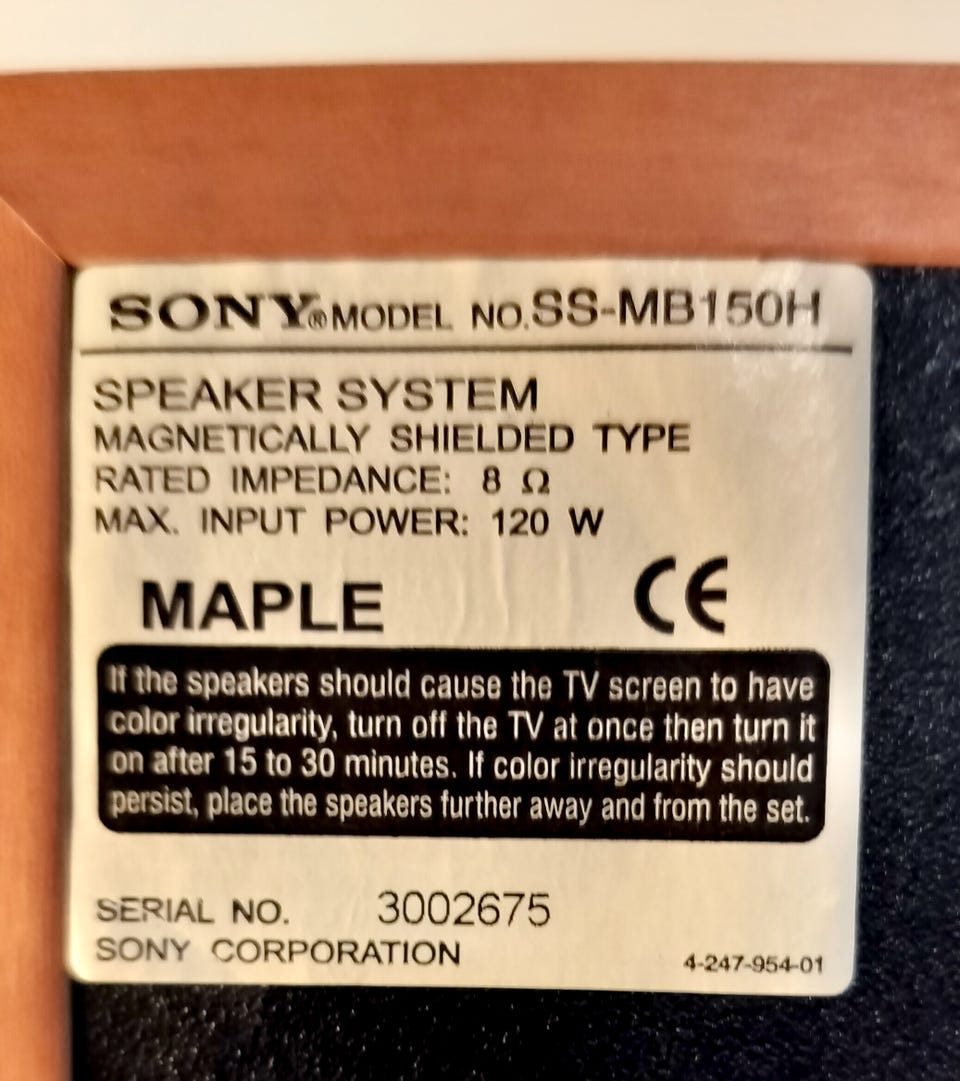 SONY® MODEL NO. SS-MB150H
SPEAKER SYSTEM
MAGNETICALLY SHIELDED TYPE
RATED IMPEDANCE: 8 Ω
MAX. INPUT POWER: 120 W
MAPLE CE
If the speakers should cause the TV screen to have
color irregularity, turn off the TV at once then turn it
on after 15 to 30 minutes. If color irregularity should
persist, place the speakers further away and from the set.
SERIAL NO. 3002675
SONY CORPORATION 4-247-954-01